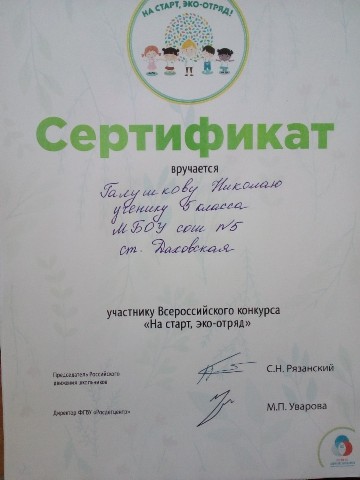 НА СТАРТ, ЭКО-ОТРЯД!
Сертификат
вручается
Галушкову Николаю
ученику 5 класса
МБОУ сош №5
ст. Даховская
участнику Всероссийского конкурса
«На старт, эко-отряд»
Председатель Российского
движения школьников
С.Н. Рязанский
Директор ФГБУ «Росдетцентр»
М.П. Уварова